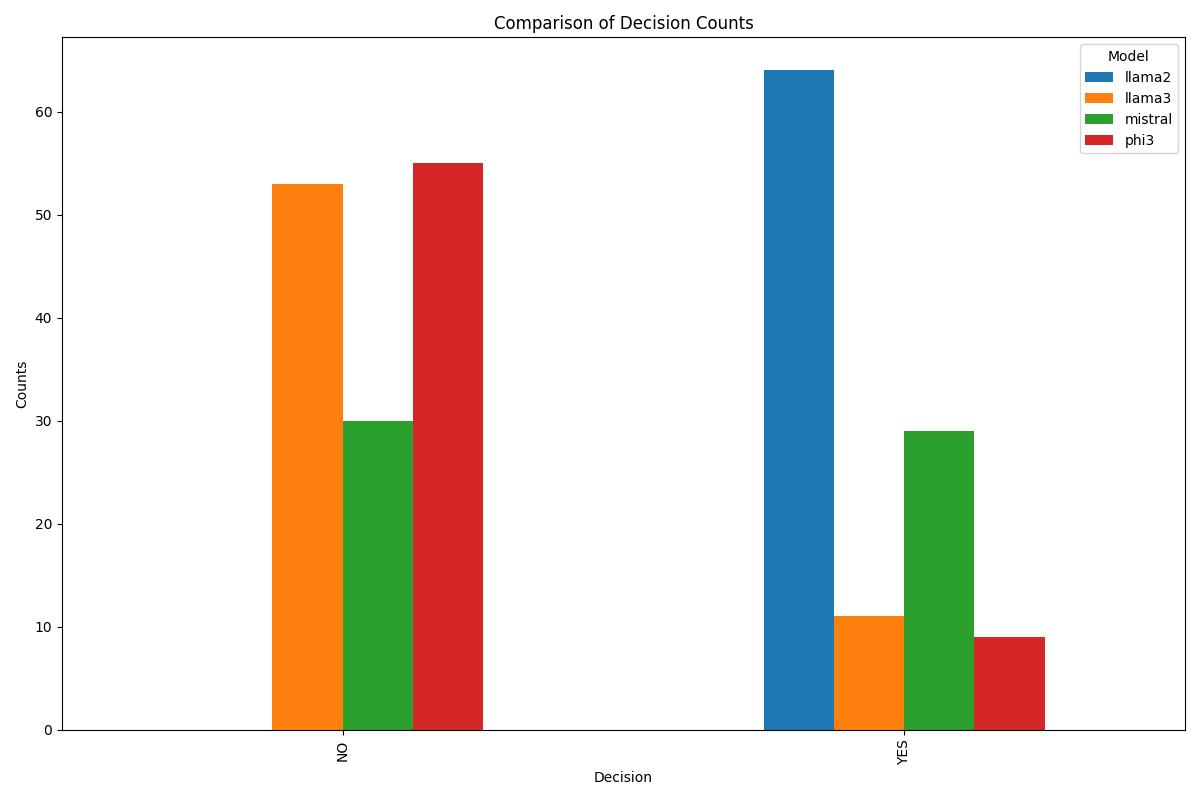 Comparison of Decision Counts
Model
llama2
llama3
mistral
phi3
60
50
40
30
20
10
0
Counts
NO
YES
Decision